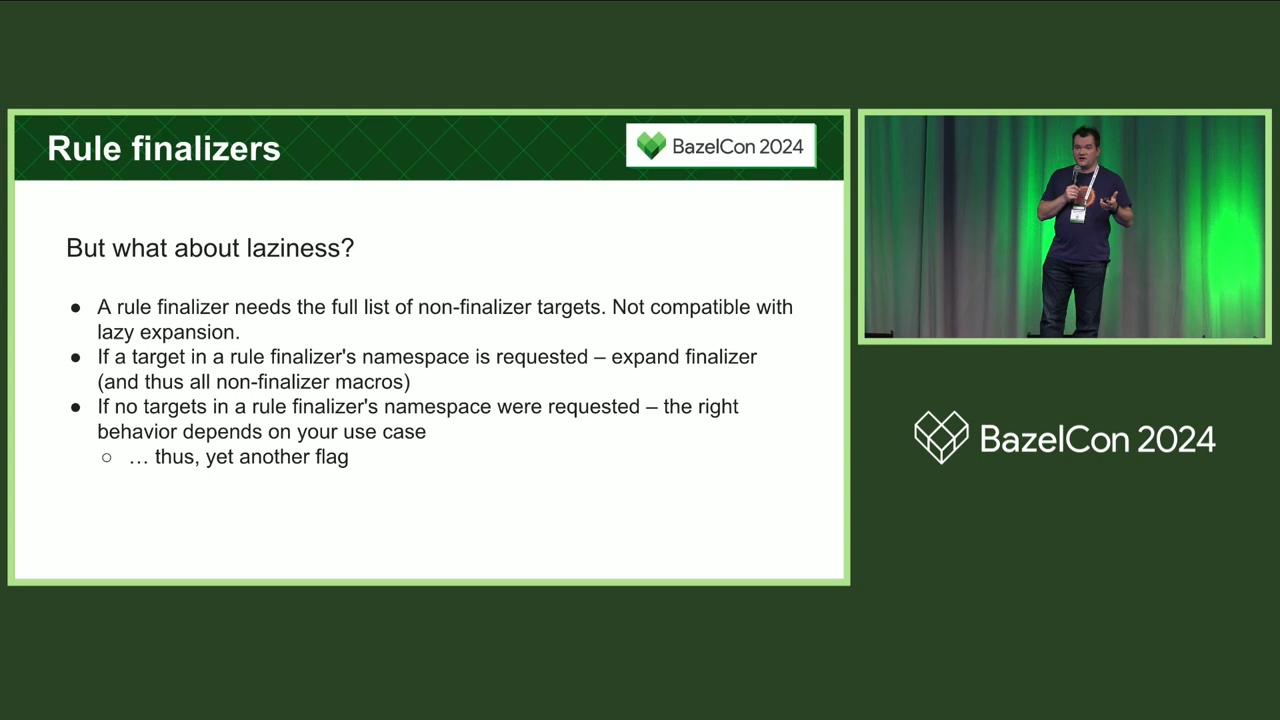 Rule finalizers
BazelCon 2024
But what about laziness?
● A rule finalizer needs the full list of non-finalizer targets. Not compatible with
lazy expansion.
● If a target in a rule finalizer's namespace is requested – expand finalizer
(and thus all non-finalizer macros)
● If no targets in a rule finalizer's namespace were requested – the right
behavior depends on your use case
○ … thus, yet another flag
BazelCon 2024